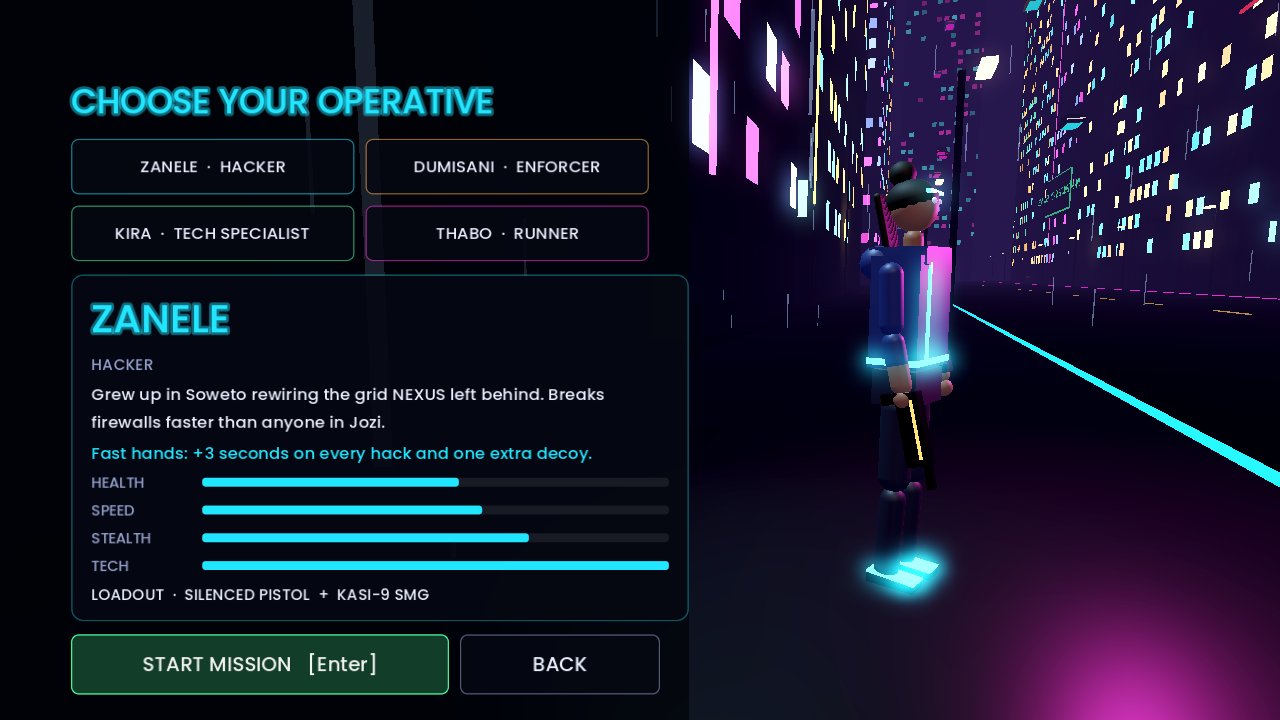 CHOOSE YOUR OPERATIVE
ZANELE · HACKER
DUMISANI · ENFORCER
KIRA · TECH SPECIALIST
THABO · RUNNER
ZANELE
HACKER
Grew up in Soweto rewiring the grid NEXUS left behind. Breaks
firewalls faster than anyone in Jozi.
Fast hands: +3 seconds on every hack and one extra decoy.
HEALTH
SPEED
STEALTH
TECH
LOADOUT · SILENCED PISTOL + KASI-9 SMG
START MISSION [Enter]
BACK